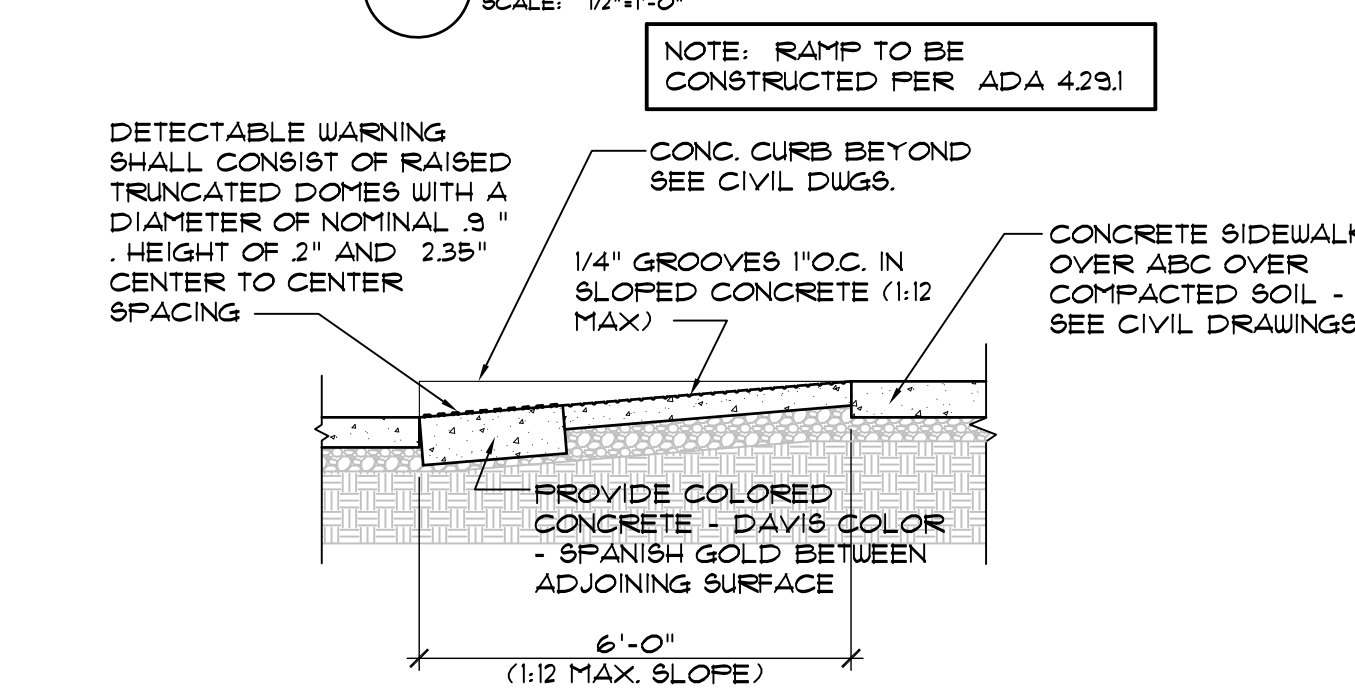 SCALE: 1/2"=1'-0"
NOTE: RAMP TO BE
CONSTRUCTED PER ADA 4.29.1
DETECTABLE WARNING
SHALL CONSIST OF RAISED
TRUNCATED DOMES WITH A
DIAMETER OF NOMINAL .9 "
. HEIGHT OF .2" AND 2.35"
CENTER TO CENTER
SPACING
CONC. CURB BEYOND
SEE CIVIL DWGS.
1/4" GROOVES 1"O.C. IN
SLOPED CONCRETE (1:12
MAX)
CONCRETE SIDEWALK
OVER ABC OVER
COMPACTED SOIL -
SEE CIVIL DRAWINGS
PROVIDE COLORED
CONCRETE - DAVIS COLOR
- SPANISH GOLD BETWEEN
ADJOINING SURFACE
6'-0"
(1:12 MAX. SLOPE)